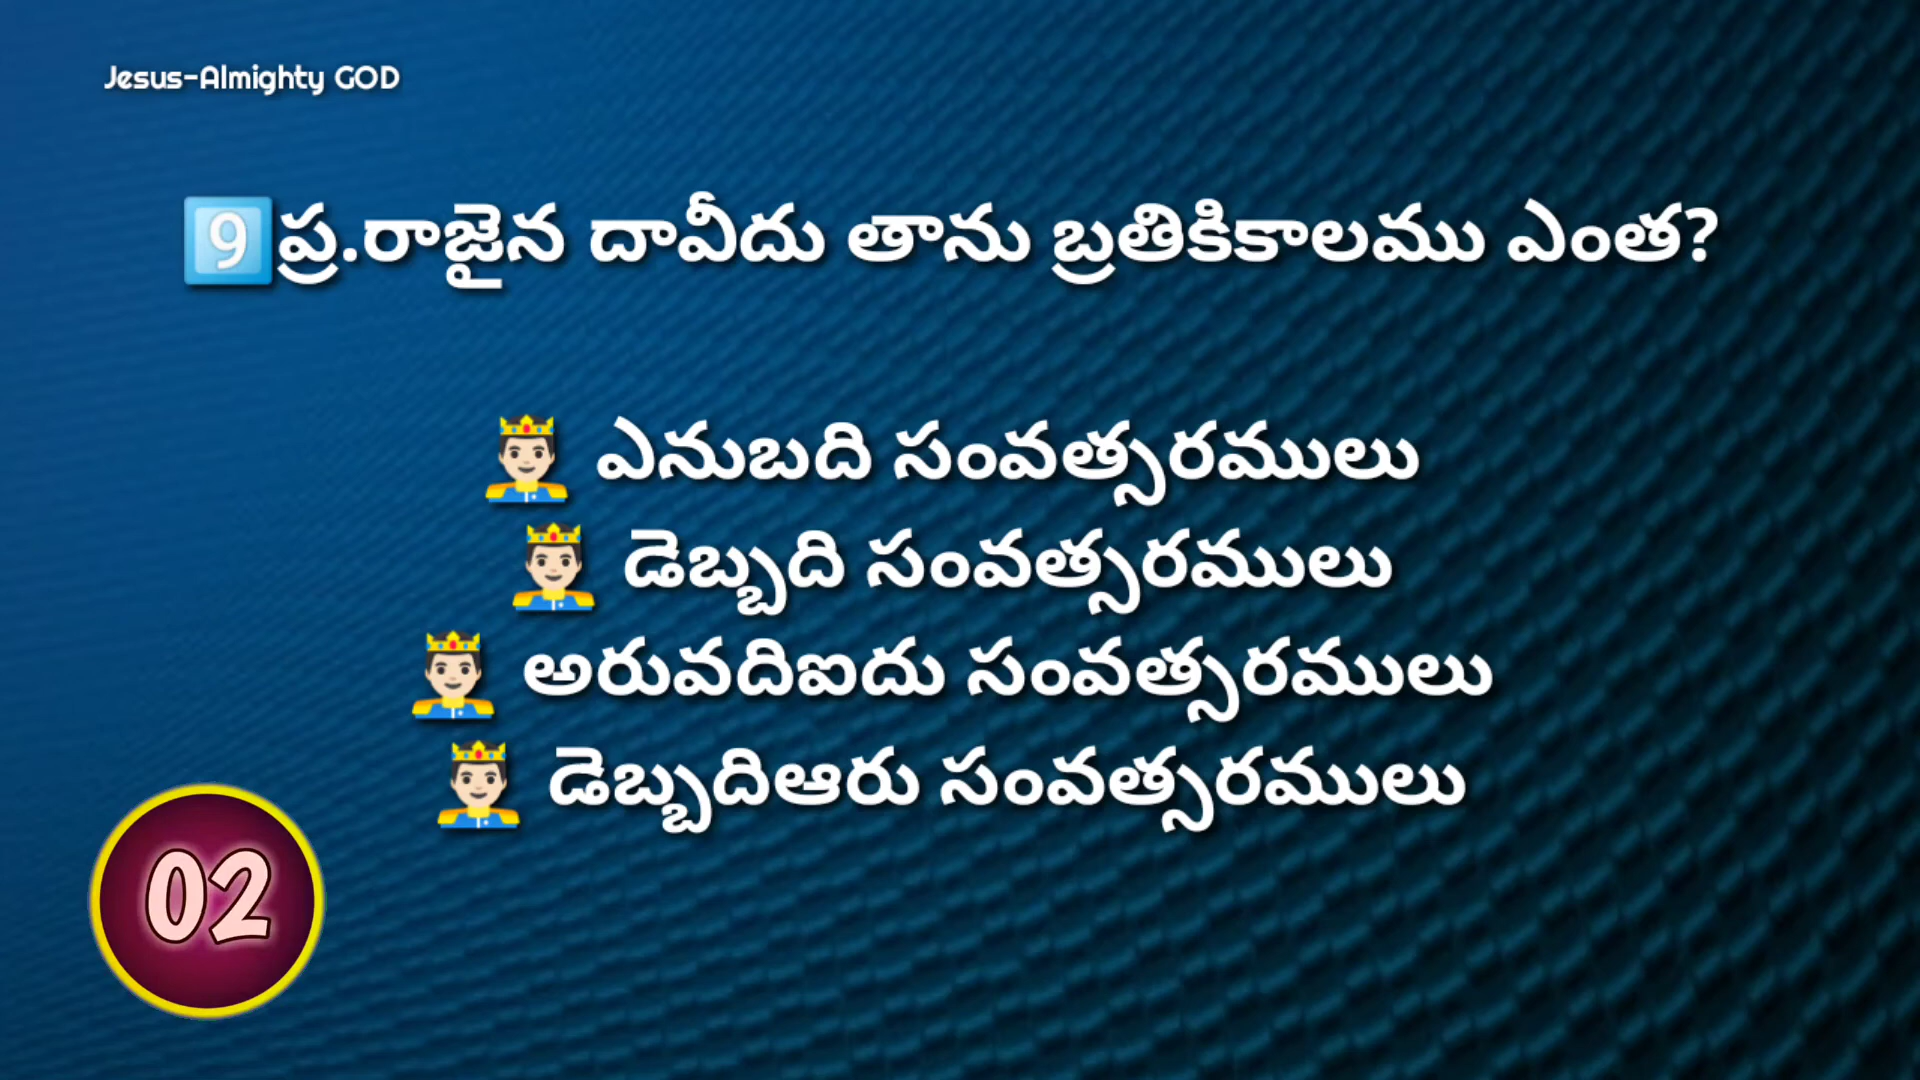 Jesus-Almighty GOD
9️⃣ప్ర.రాజైన దావీదు తాను బ్రతికికాలము ఎంత?
🤴🏻 ఎనుబది సంవత్సరములు
🤴🏻 డెబ్బది సంవత్సరములు
🤴🏻 అరువదిఐదు సంవత్సరములు
🤴🏻 డెబ్బదిఆరు సంవత్సరములు
02